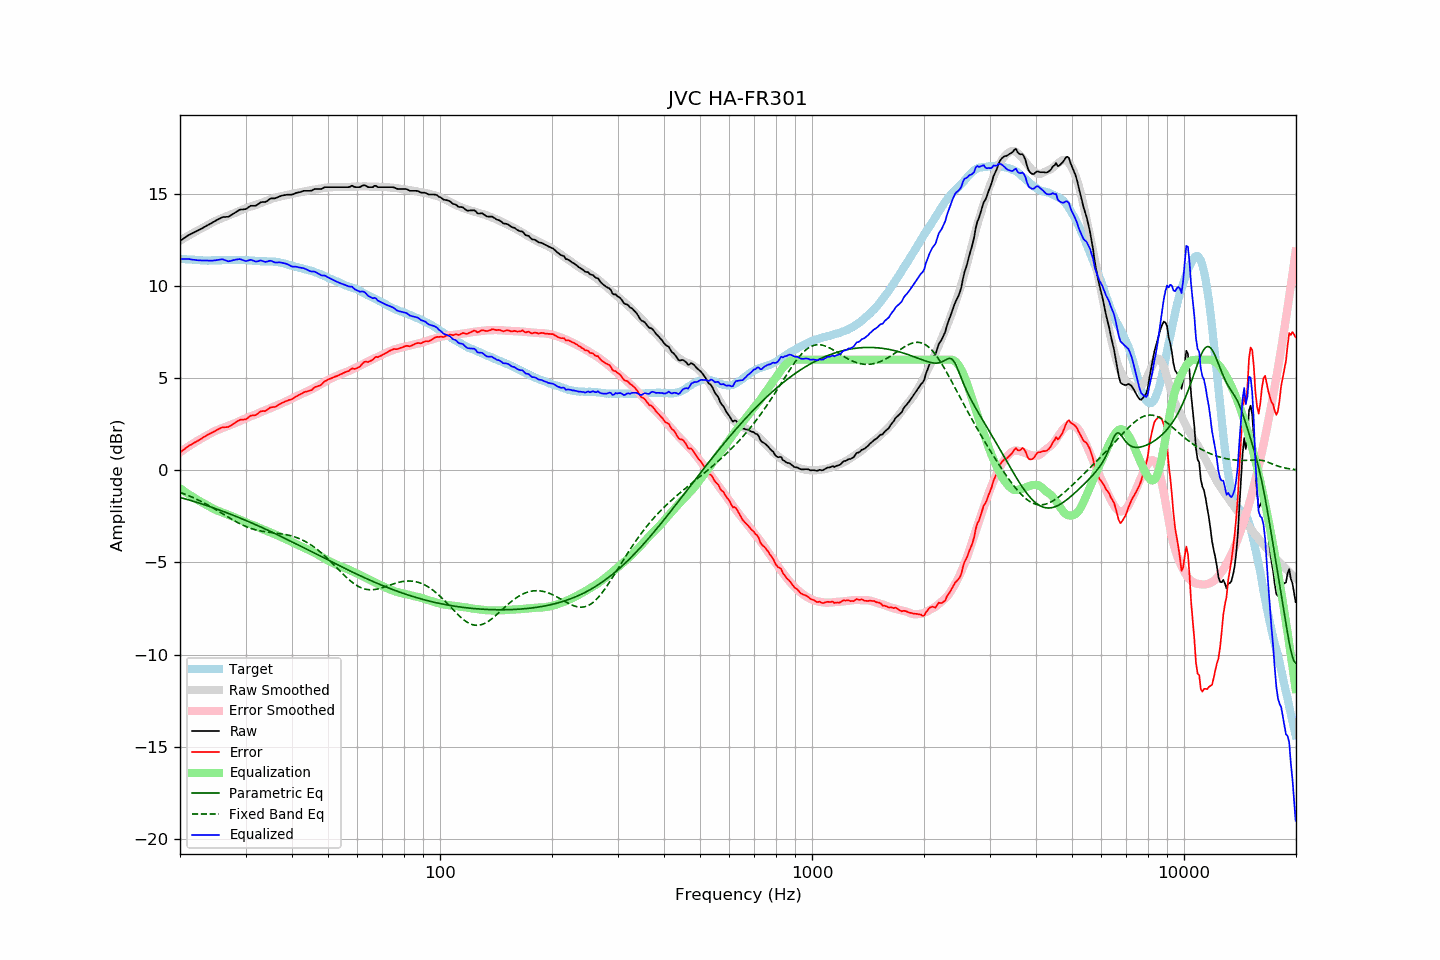 JVC HA-FR301
Amplitude (dBr)
15
10
5
0
−5
−10
−15
−20
Target
Raw Smoothed
Error Smoothed
Raw
Error
Equalization
Parametric Eq
Fixed Band Eq
Equalized
100
1000
10000
Frequency (Hz)